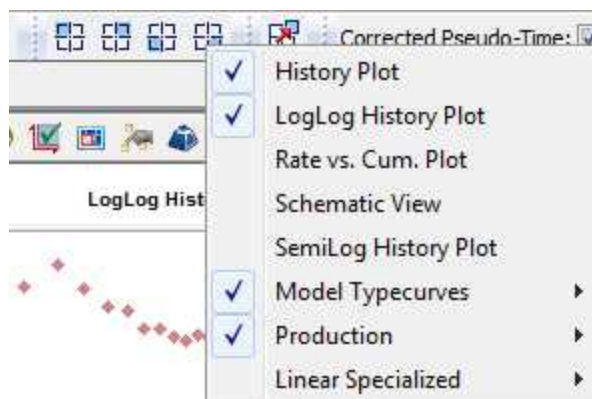 Corrected Pseudo-Time:
History Plot
LogLog History Plot
Rate vs. Cum. Plot
LogLog Hist
Schematic View
SemiLog History Plot
Model Typecurves
Production
Linear Specialized